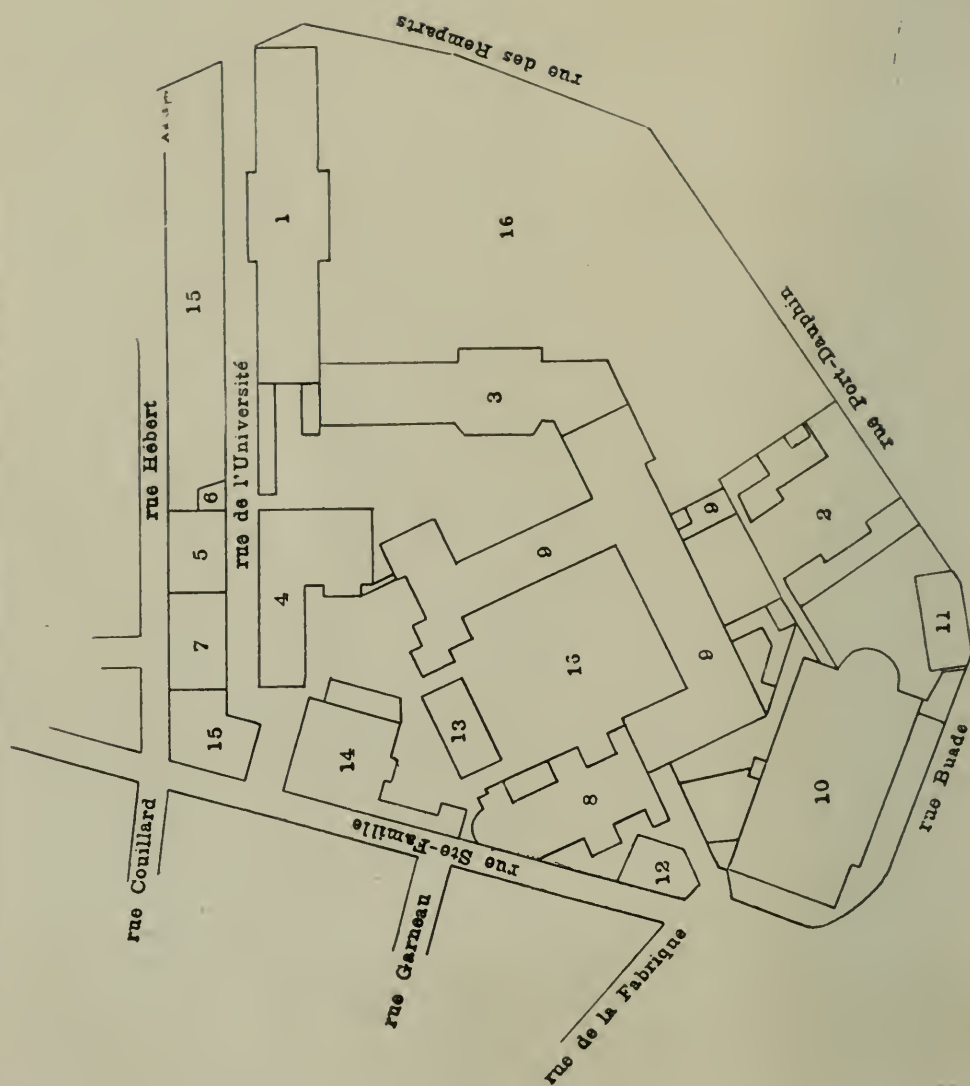 rue des Remparts
1
16
15
rue Hébert
rue de l'Université
3
6
5
rue Port-Dauphin
9
9
2
4
7
11
16
9
15
13
14
8
10
rue Buade
rue Couillard
rue Ste-Famille
12
rue Garneau
rue de la Fabrique